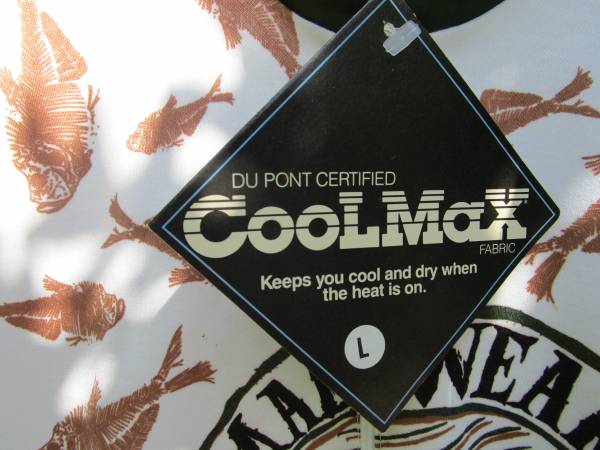 DU PONT CERTIFIED
CoolMax
FABRIC
Keeps you cool and dry when
the heat is on.
L